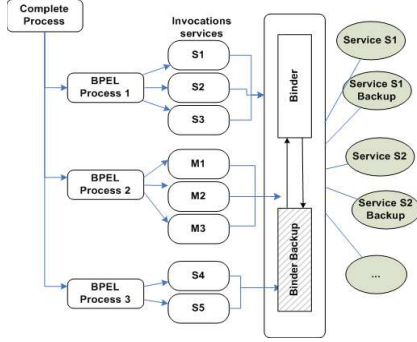 Complete
Process
Invocations
services
BPEL
Process 1
S1
S2
S3
BPEL
Process 2
M1
M2
M3
BPEL
Process 3
S4
S5
Binder
Binder Backup
Service S1
Service S1
Backup
Service S2
Service S2
Backup
...